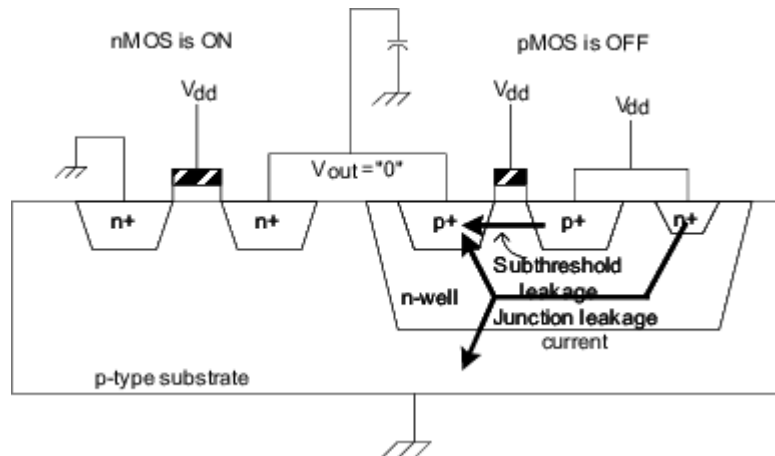 nMOS is ON
pMOS is OFF
Vdd
Vdd
Vdd
Vout="0"
n+
n+
p+
p+
n+
Subthreshold
leakage
n-well
Junction leakage
current
p-type substrate